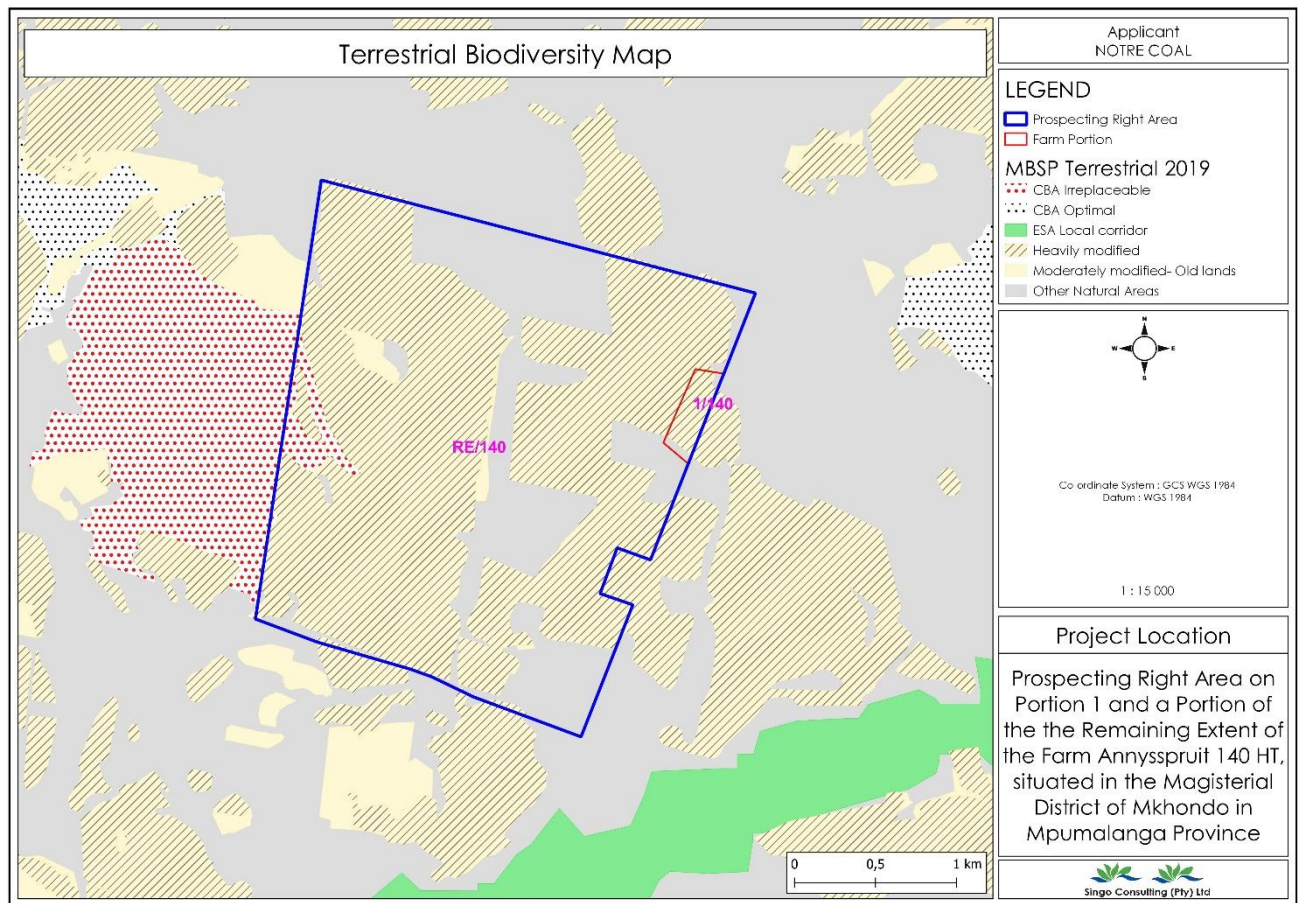 Terrestrial Biodiversity Map
RE/140
1/140
0 0,5 1 km
Applicant
NOTRE COAL
LEGEND
Prospecting Right Area
Farm Portion
MBSP Terrestrial 2019
CBA Irreplaceable
CBA Optimal
ESA Local corridor
Heavily modified
Moderately modified- Old lands
Other Natural Areas
N
W E
S
Co ordinate System : GCS WGS 1984
Datum : WGS 1984
1 : 15 000
Project Location
Prospecting Right Area on
Portion 1 and a Portion of
the the Remaining Extent of
the Farm Annysspruit 140 HT,
situated in the Magisterial
District of Mkhondo in
Mpumalanga Province
Singo Consulting (Pty) Ltd